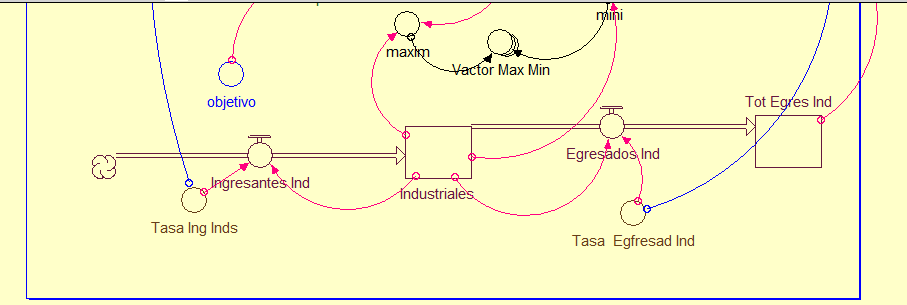 mini
maxim
Vactor Max Min
objetivo
Tot Egres Ind
Egresados Ind
Ingresantes Ind
Industriales
Tasa Ing Inds
Tasa  Egfresad Ind